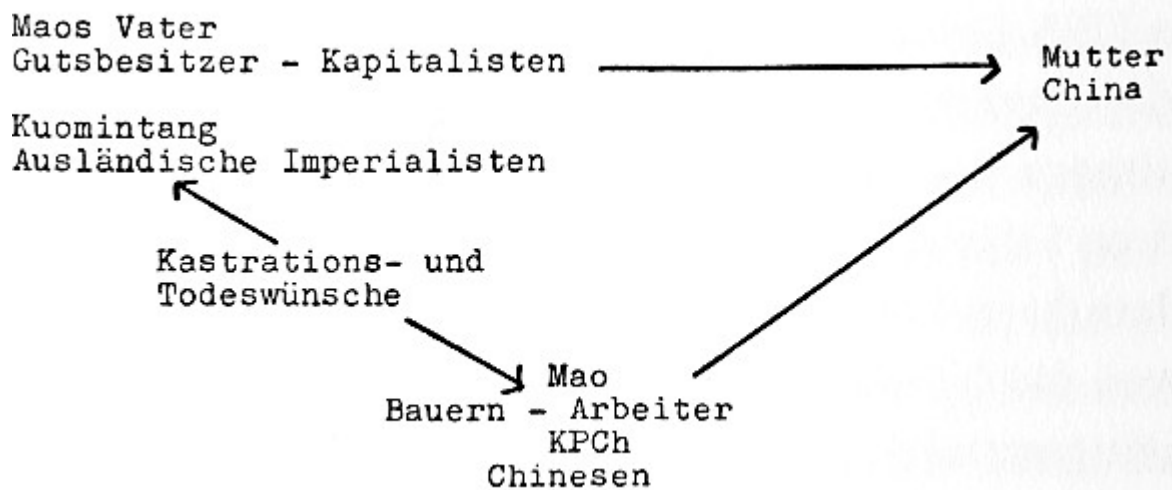 Maos Vater
Gutsbesitzer - Kapitalisten
Mutter
China
Kuomintang
Ausländische Imperialisten
Kastrations- und
Todeswünsche
Mao
Bauern - Arbeiter
KPCh
Chinesen